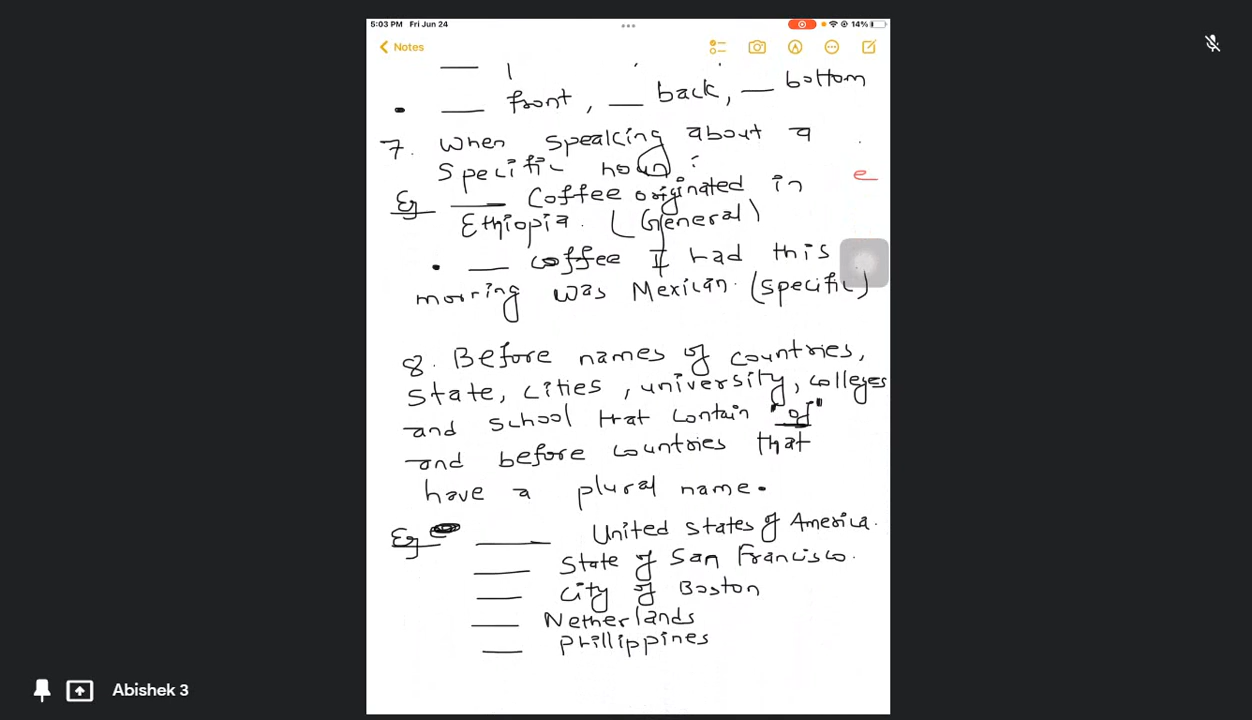 5:03 PM Fri Jun 24
14%
Notes
• ___ front, ___ back, ___ bottom
7. When speaking about a
specific noun:
Eg ___ Coffee originated in
e
Ethiopia. (General)
• ___ coffee I had this
morning was Mexican. (specific)
8. Before names of countries,
state, cities, university, colleges
and school that contain "of"
and before countries that
have a plural name.
Eg ___ United States of America.
___ State of San Francisco.
___ City of Boston
___ Netherlands
___ Phillippines
Abishek 3